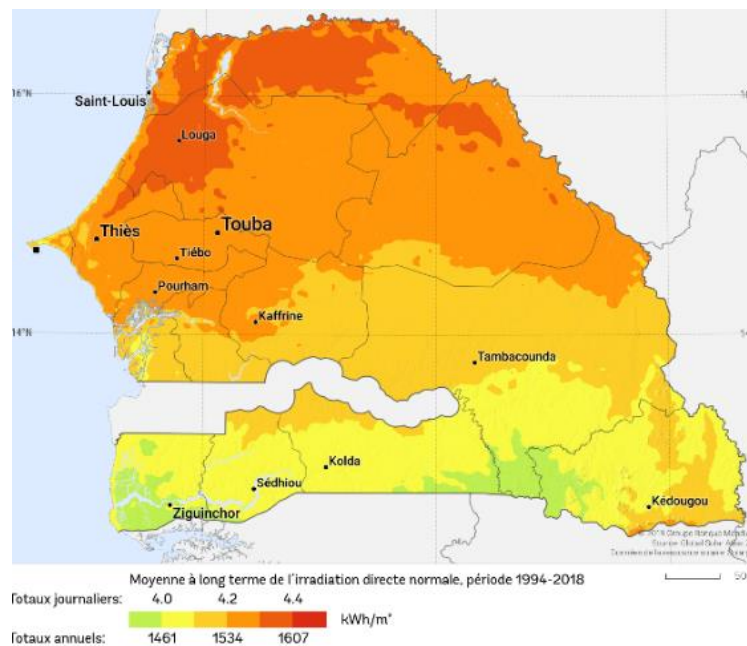 16°N
Saint-Louis
Louga
Thiès
Touba
Tiébo
Pourham
Kaffrine
14°N
Tambacounda
Kolda
Sédhiou
Ziguinchor
Kédougou
Moyenne à long terme de l'irradiation directe normale, période 1994-2018
Totaux journaliers: 4.0 4.2 4.4
kWh/m²
Totaux annuels: 1461 1534 1607